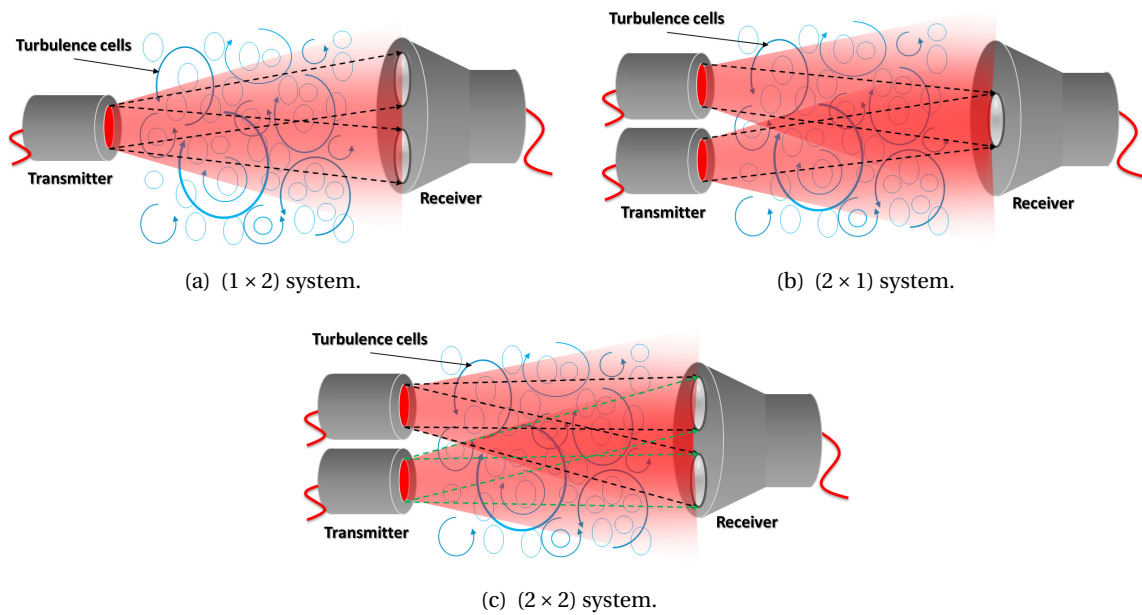 Turbulence cells
Transmitter
Receiver
(a) (1 × 2) system.
Turbulence cells
Transmitter
Receiver
(b) (2 × 1) system.
Turbulence cells
Transmitter
Receiver
(c) (2 × 2) system.